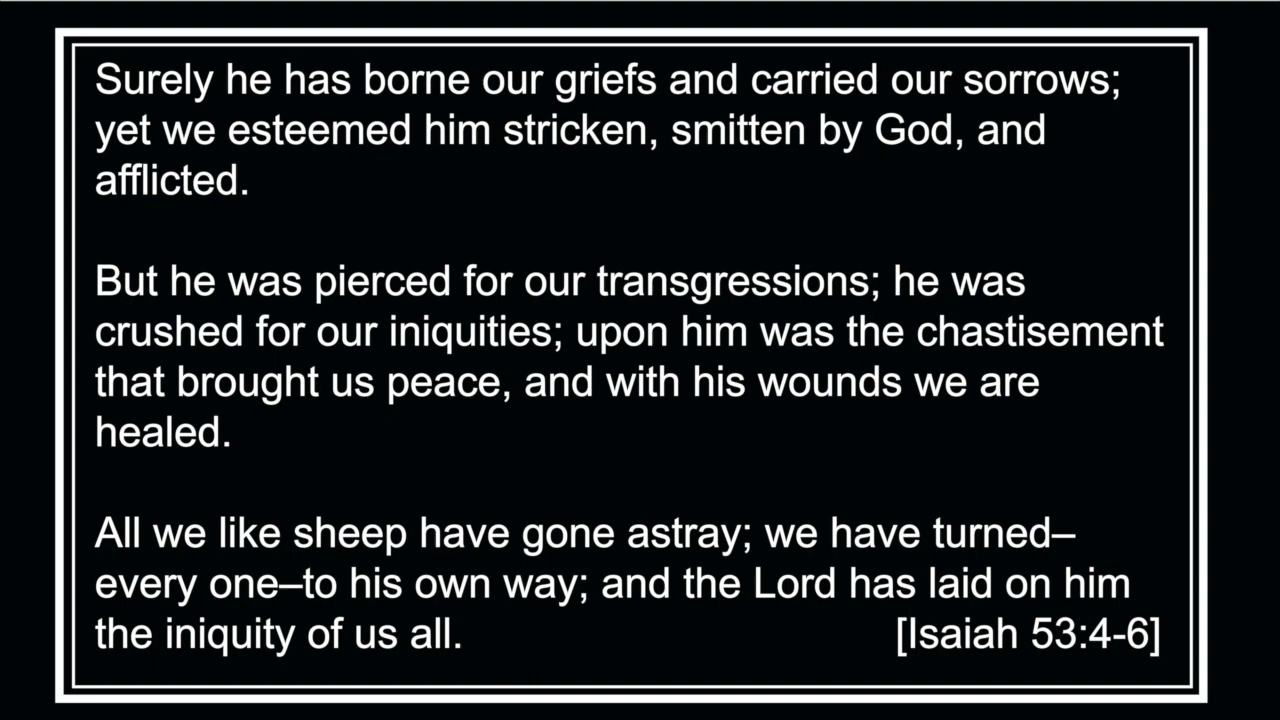 Surely he has borne our griefs and carried our sorrows;
yet we esteemed him stricken, smitten by God, and
afflicted.
But he was pierced for our transgressions; he was
crushed for our iniquities; upon him was the chastisement
that brought us peace, and with his wounds we are
healed.
All we like sheep have gone astray; we have turned–
every one–to his own way; and the Lord has laid on him
the iniquity of us all. [Isaiah 53:4-6]